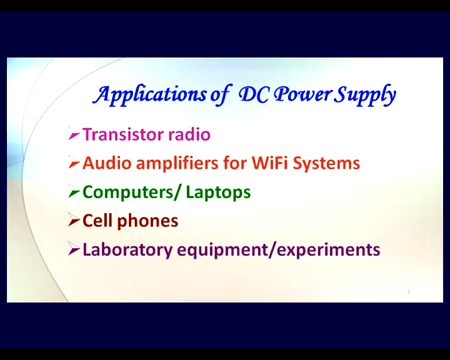 Applications of DC Power Supply
Transistor radio
Audio amplifiers for WiFi Systems
Computers/ Laptops
Cell phones
Laboratory equipment/experiments